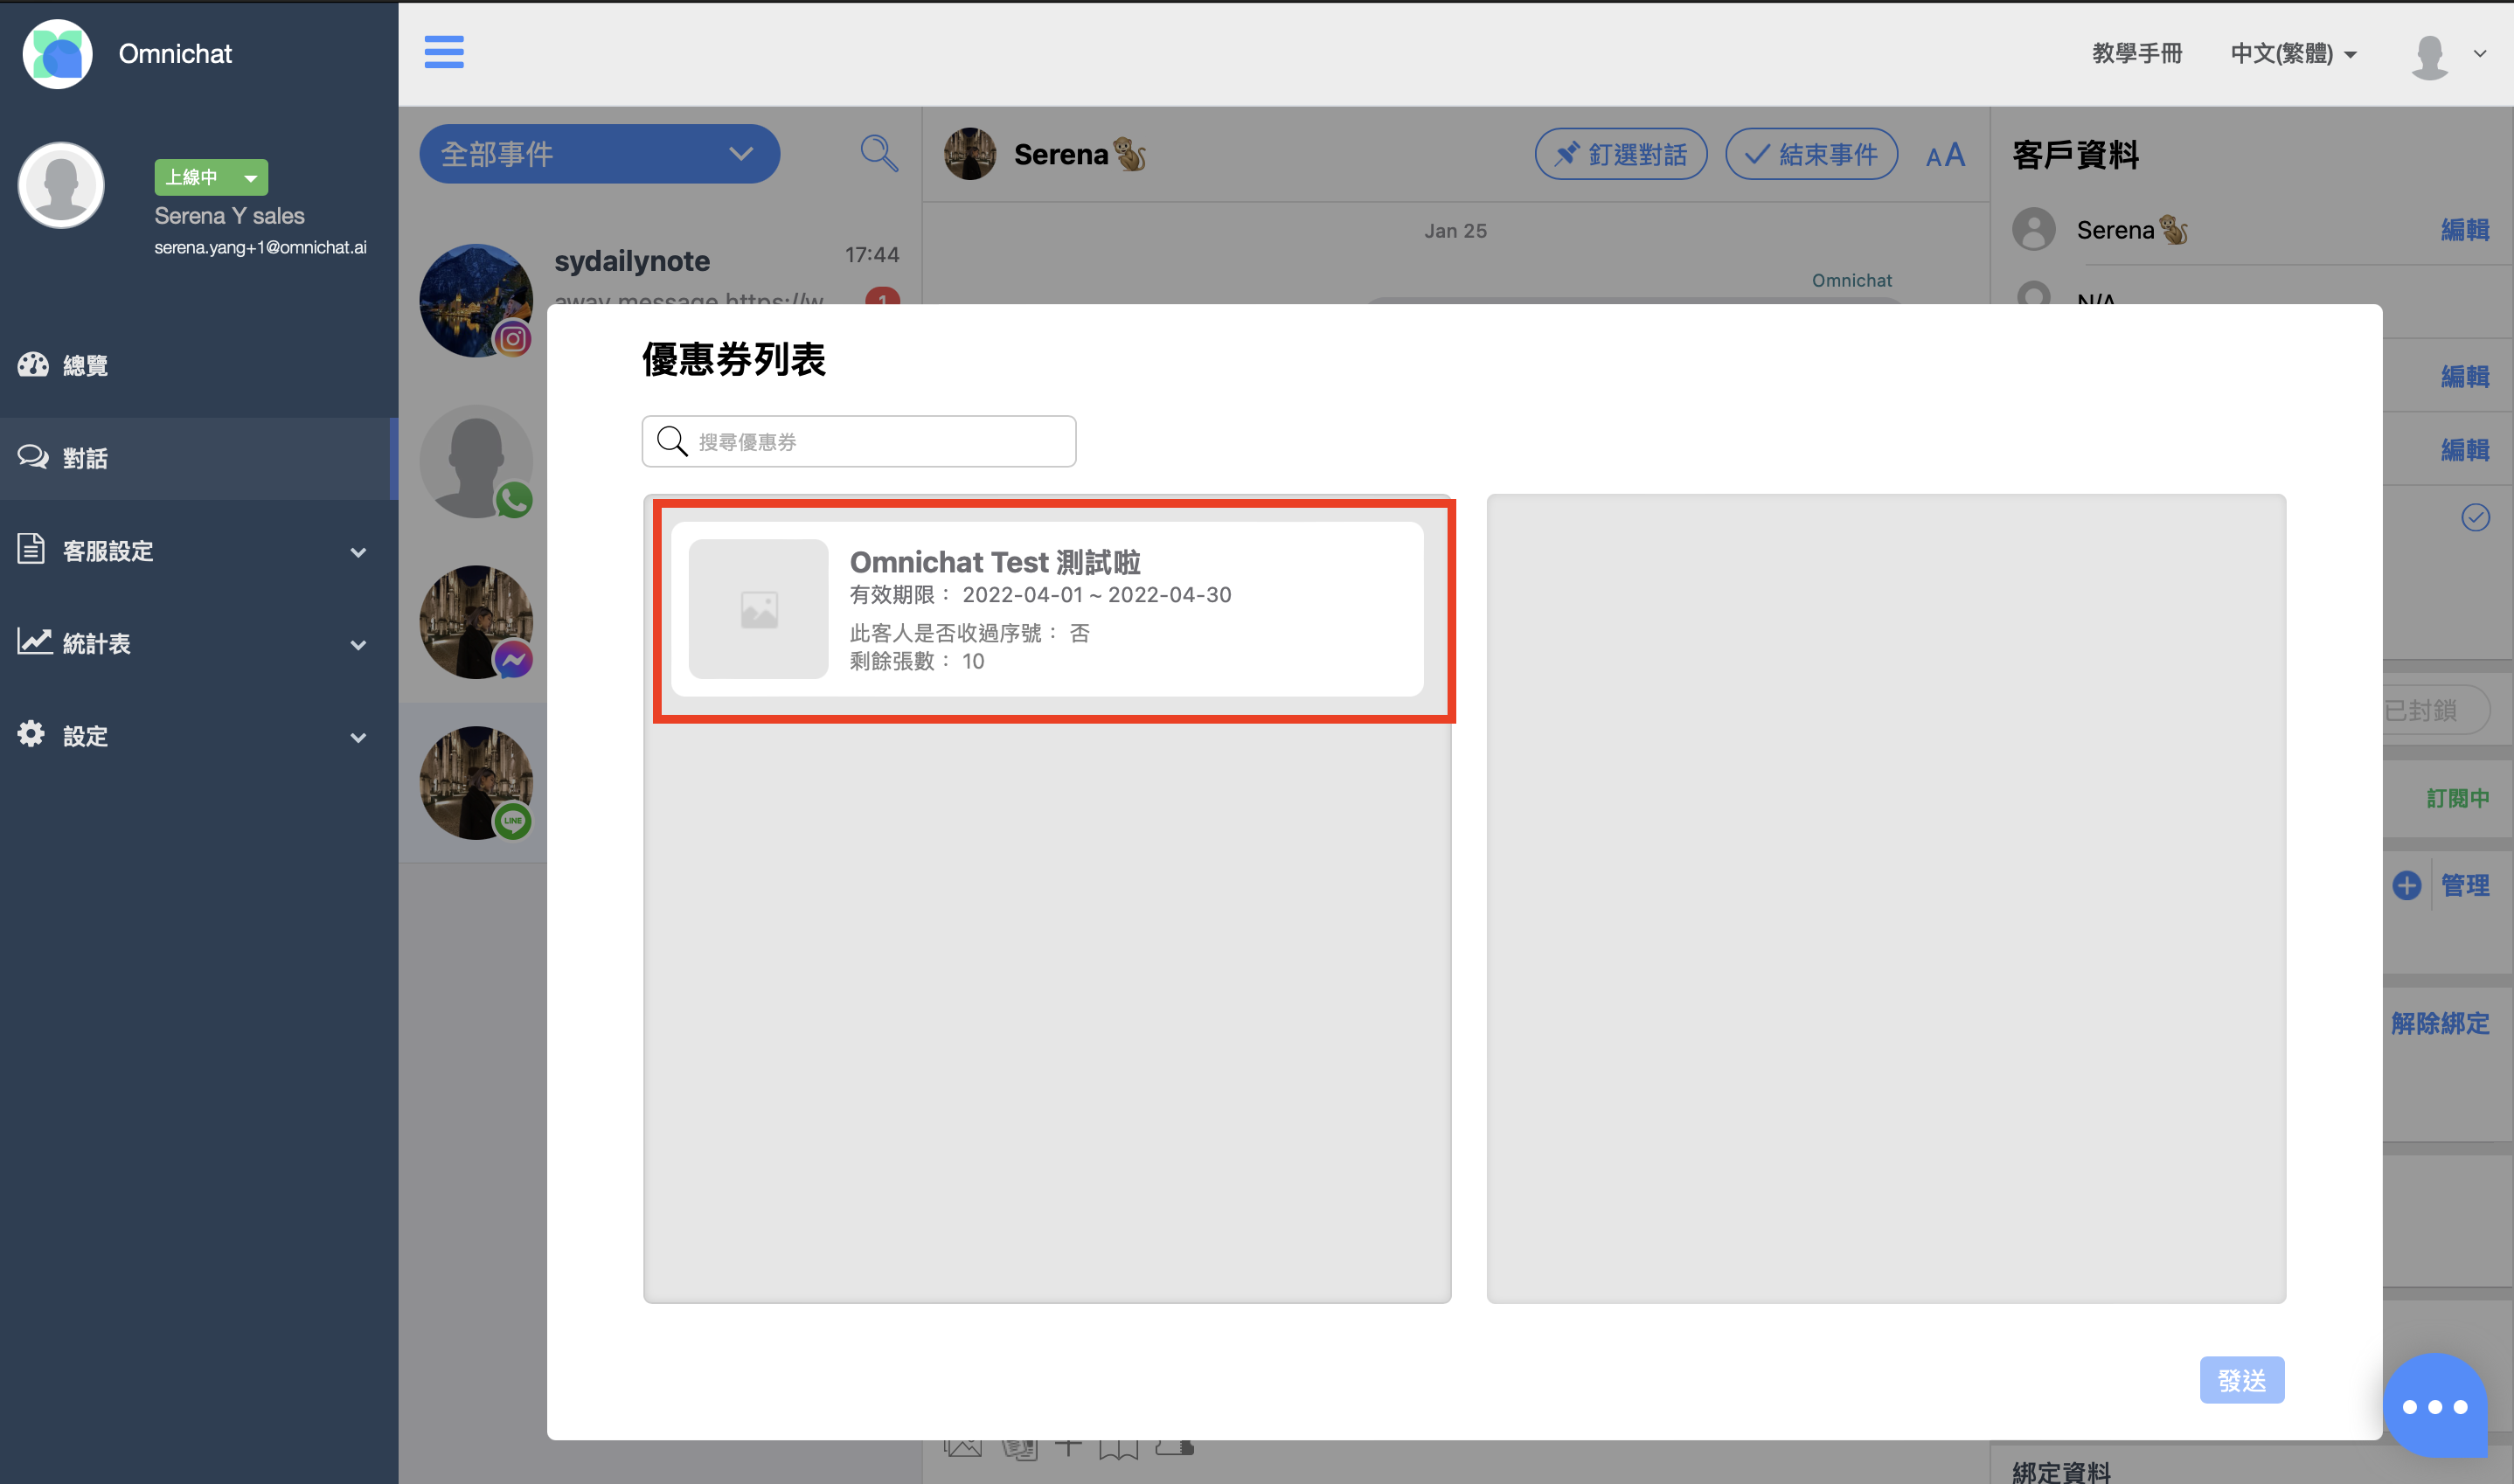 Omnichat
教學手冊
中文(繁體)
上線中
Serena Y sales
serena.yang+1@omnichat.ai
總覽
對話
客服設定
統計表
設定
全部事件
sydailynote
17:44
away message https://w
1
LINE
Serena
釘選對話
結束事件
AA
Jan 25
Omnichat
客戶資料
Serena
編輯
N/A
編輯
編輯
已封鎖
訂閱中
管理
解除綁定
綁定資料
優惠券列表
搜尋優惠券
Omnichat Test 測試啦
有效期限： 2022-04-01 ~ 2022-04-30
此客人是否收過序號： 否
剩餘張數： 10
發送